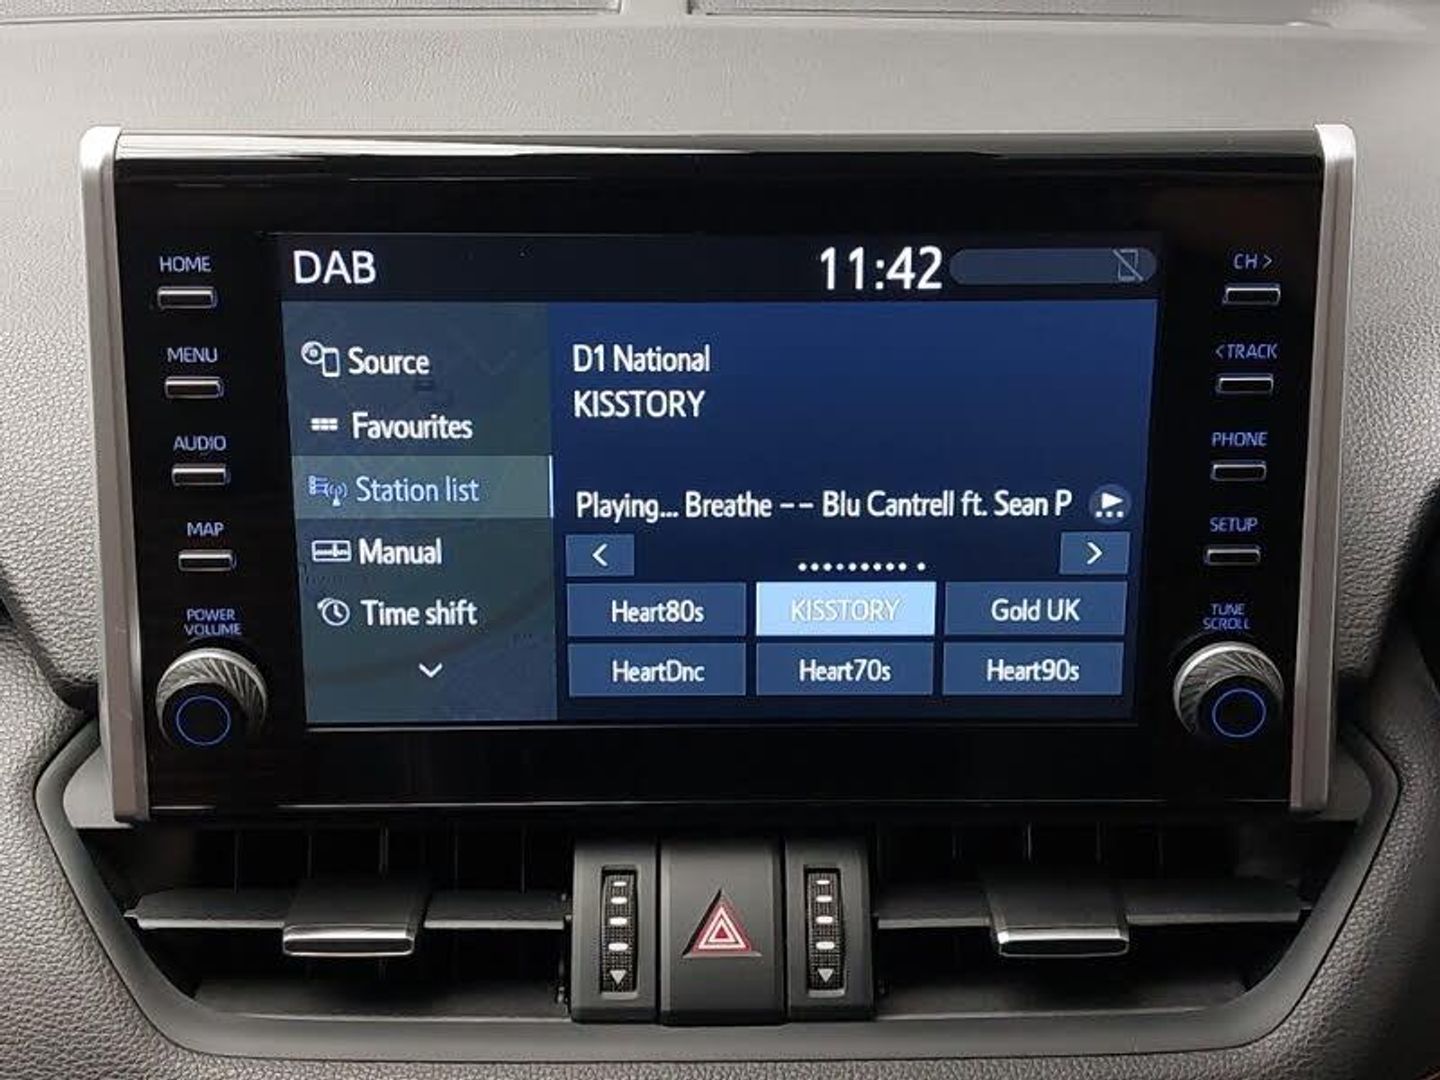 DAB
11:42
HOME
MENU
AUDIO
MAP
POWER
VOLUME
Source
Favourites
Station list
Manual
Time shift
D1 National
KISSTORY
Playing... Breathe -- Blu Cantrell ft. Sean P
<
>
Heart80s
KISSTORY
Gold UK
HeartDnc
Heart70s
Heart90s
CH >
< TRACK
PHONE
SETUP
TUNE
SCROLL